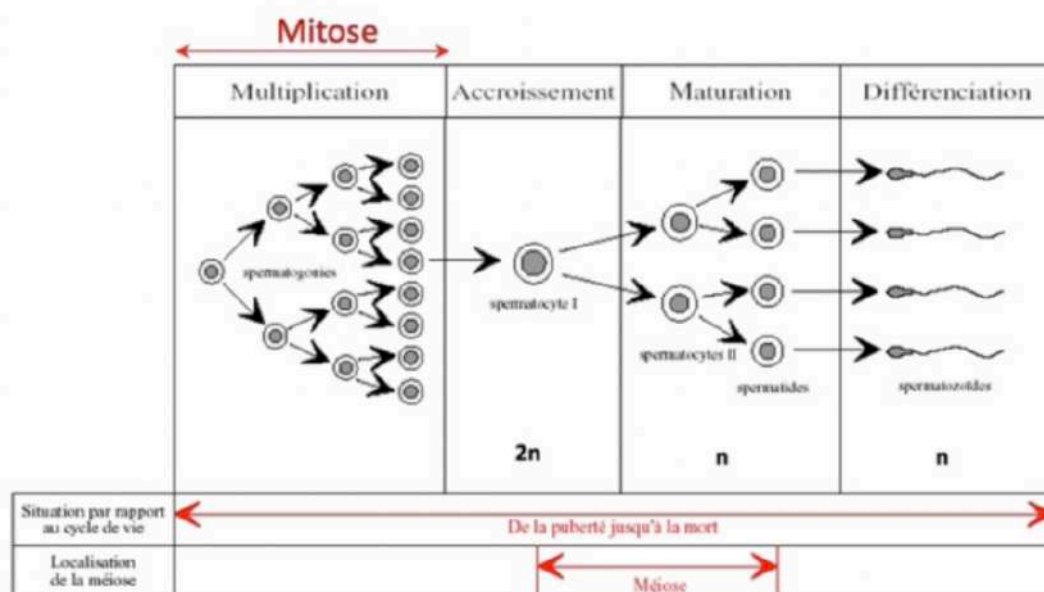 Mitose
Multiplication
Accroissement
Maturation
Différenciation
spermatogonies
spermatocyte I
spermatocytes II
spermatides
spermatozoïdes
2n
n
n
Situation par rapport
au cycle de vie
De la puberté jusqu'à la mort
Localisation
de la méiose
Méiose